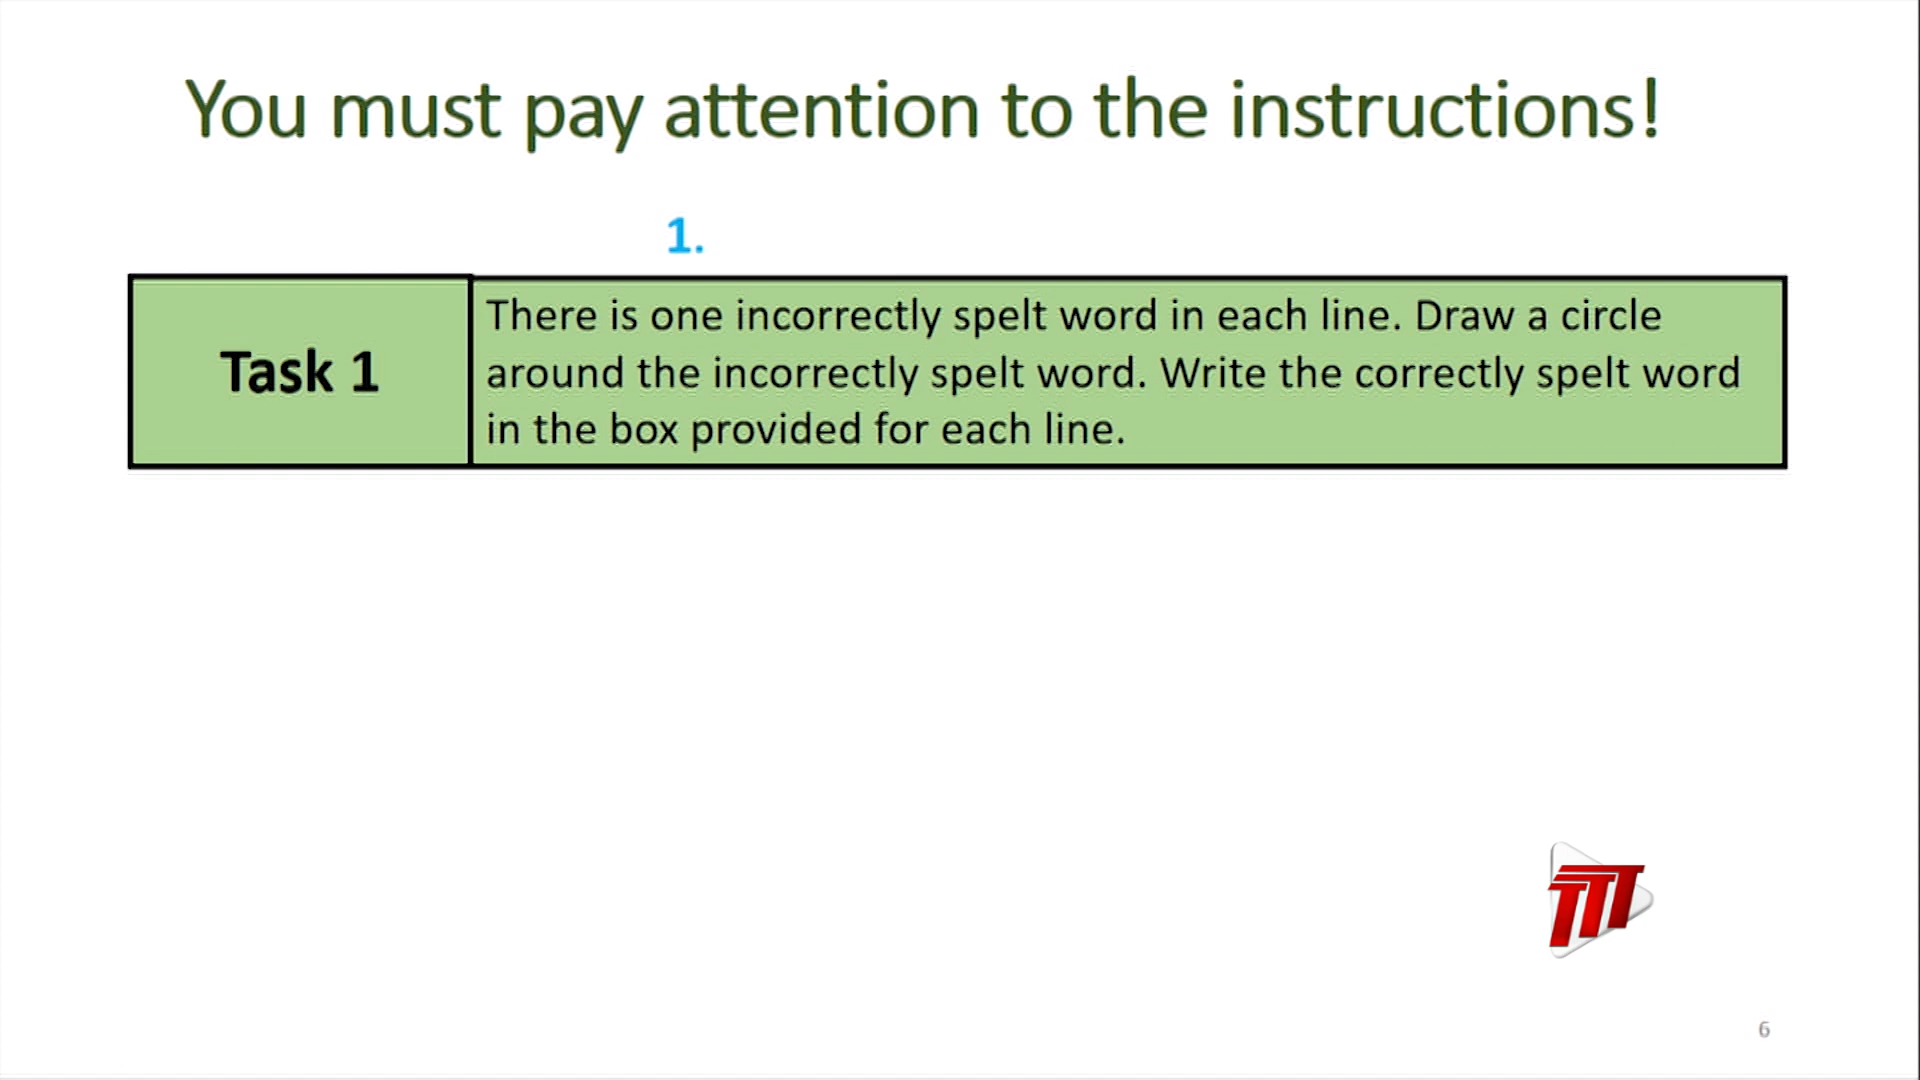 You must pay attention to the instructions!
1.
Task 1
There is one incorrectly spelt word in each line. Draw a circle
around the incorrectly spelt word. Write the correctly spelt word
in the box provided for each line.
TTT
6